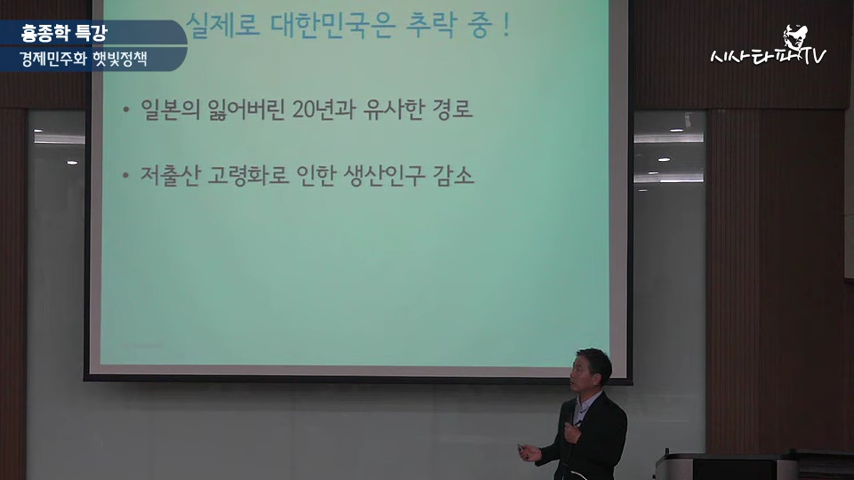 홍종학 특강
경제민주화 햇빛정책
시사타파TV
실제로 대한민국은 추락 중 !
• 일본의 잃어버린 20년과 유사한 경로
• 저출산 고령화로 인한 생산인구 감소